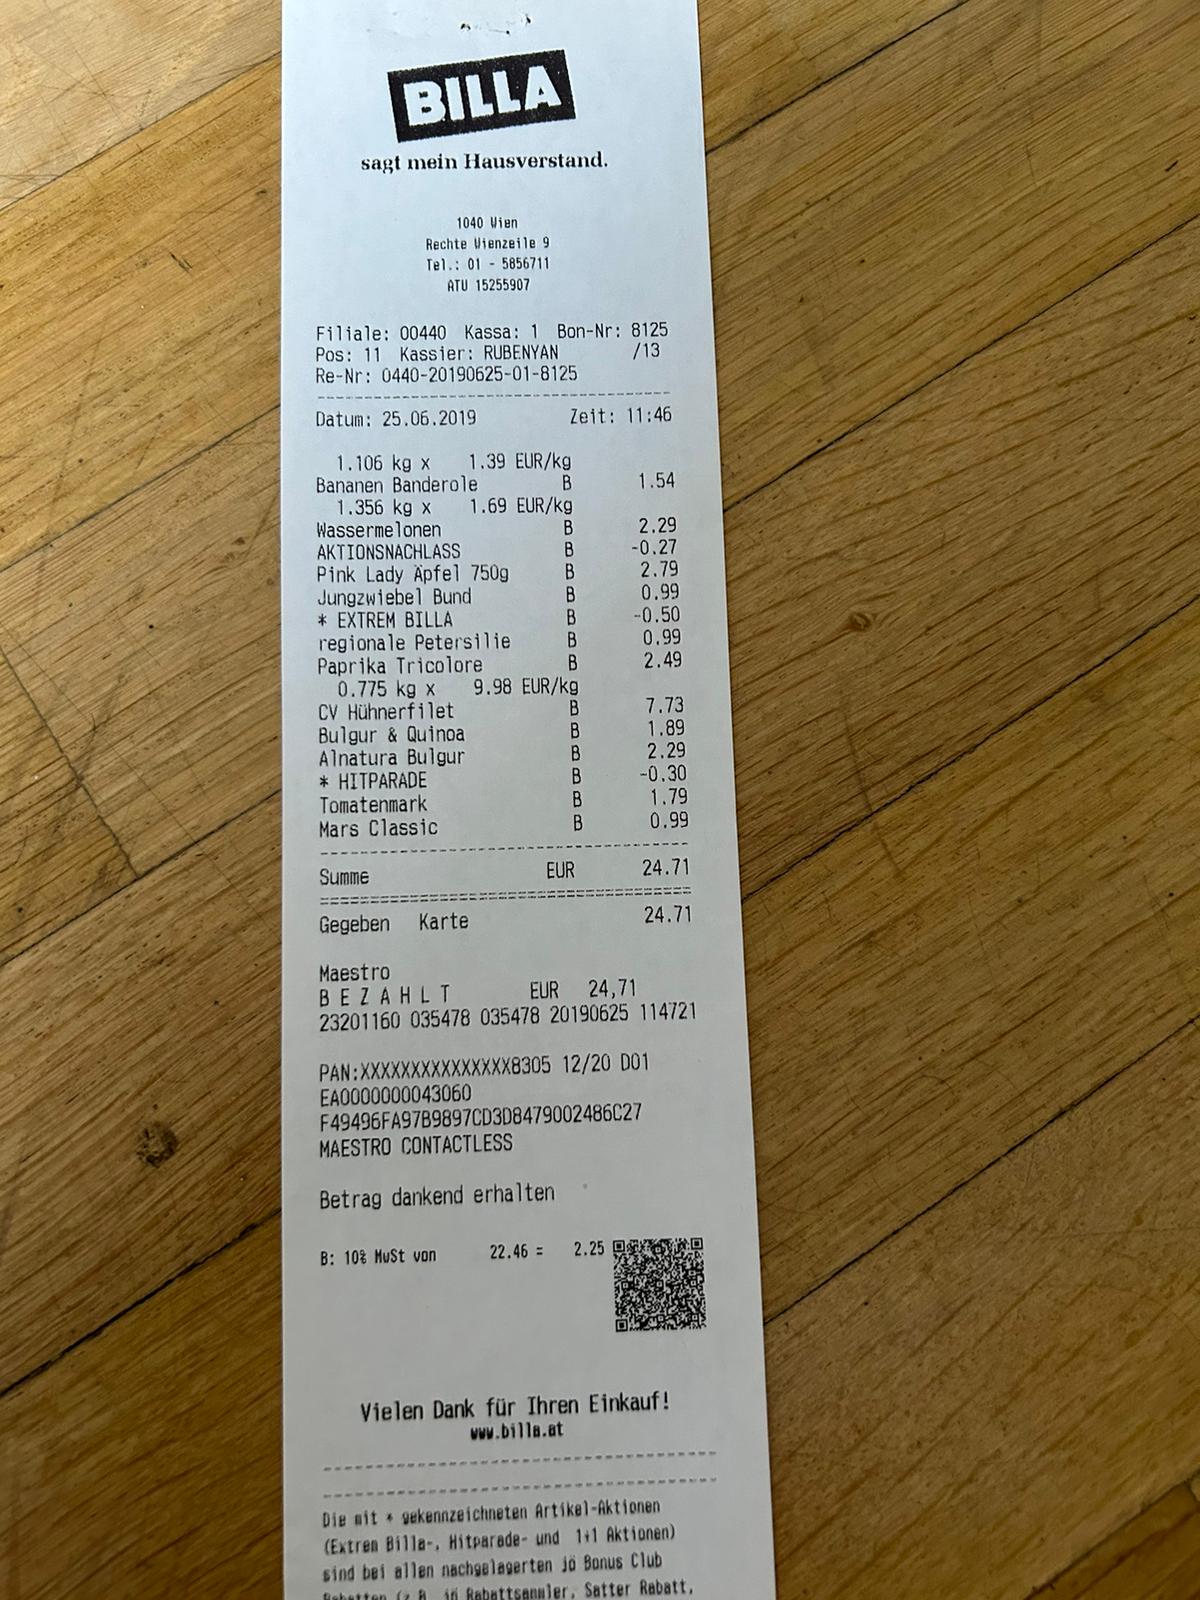 BILLA
sagt mein Hausverstand.
1040 Wien
Rechte Wienzeile 9
Tel.: 01 - 5856711
ATU 15255907
Filiale: 00440 Kassa: 1 Bon-Nr: 8125
Pos: 11 Kassier: RUBENYAN /13
Re-Nr: 0440-20190625-01-8125
Datum: 25.06.2019 Zeit: 11:46
1.106 kg x 1.39 EUR/kg
Bananen Banderole B 1.54
1.356 kg x 1.69 EUR/kg
Wassermelonen B 2.29
AKTIONSNACHLASS B -0.27
Pink Lady Äpfel 750g B 2.79
Jungzwiebel Bund B 0.99
* EXTREM BILLA B -0.50
regionale Petersilie B 0.99
Paprika Tricolore B 2.49
0.775 kg x 9.98 EUR/kg
CV Hühnerfilet B 7.73
Bulgur & Quinoa B 1.89
Alnatura Bulgur B 2.29
* HITPARADE B -0.30
Tomatenmark B 1.79
Mars Classic B 0.99
Summe EUR 24.71
Gegeben Karte 24.71
Maestro
B E Z A H L T EUR 24,71
23201160 035478 035478 20190625 114721
PAN:XXXXXXXXXXXXXXX8305 12/20 D01
EA0000000043060
F49496FA97B9897CD3D8479002486C27
MAESTRO CONTACTLESS
Betrag dankend erhalten
B: 10% MwSt von 22.46 = 2.25
Vielen Dank für Ihren Einkauf!
www.billa.at
Die mit * gekennzeichneten Artikel-Aktionen
(Extrem Billa-, Hitparade- und 1+1 Aktionen)
sind bei allen nachgelagerten jö Bonus Club
Rabatten (z.B. jö Rabattsammler, Satter Rabatt,